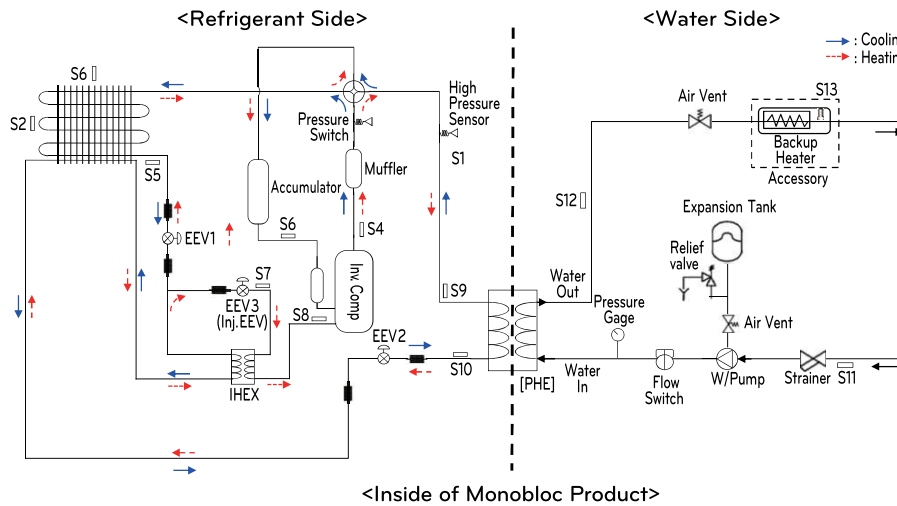 <Refrigerant Side>
<Water Side>
: Cooling
: Heating
S6
S2
S5
EEV1
Pressure
Switch
High
Pressure
Sensor
S1
Muffler
Accumulator
S6
S4
Inv. Comp
S7
EEV3
(Inj.EEV)
S8
IHEX
EEV2
S9
S10
[PHE]
Water
Out
Water
In
S12
Air Vent
S13
Backup
Heater
Accessory
Expansion Tank
Relief
valve
Air Vent
Pressure
Gage
Flow
Switch
W/Pump
Strainer
S11
<Inside of Monobloc Product>